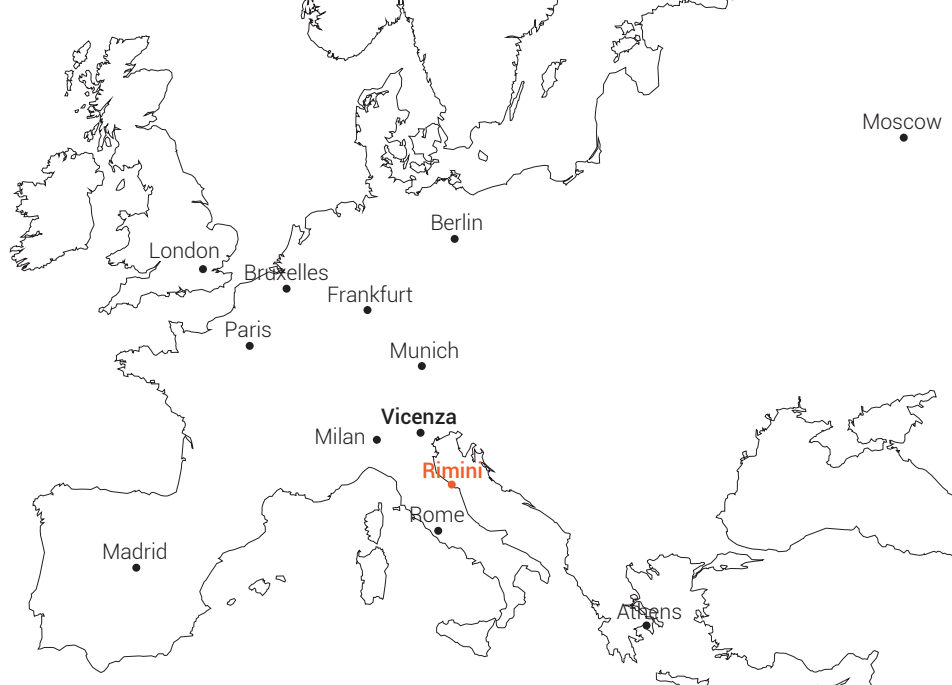 Moscow
Berlin
London
Bruxelles
Frankfurt
Paris
Munich
Vicenza
Milan
Rimini
Rome
Madrid
Athens